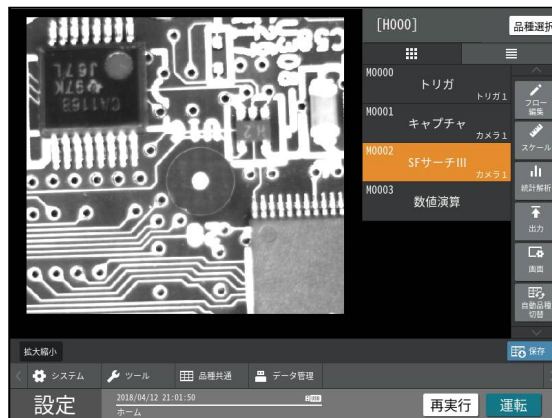 [H000]
品種選択
M0000
トリガ
トリガ1
M0001
キャプチャ
カメラ1
M0002
SFサーチIII
カメラ1
M0003
数値演算
フロー
編集
スケール
統計解析
出力
画面
自動品種
切替
拡大縮小
保存
システム
ツール
品種共通
データ管理
設定
2018/04/12 21:01:50
ホーム
再実行
運転
97K
J67L
CA116B